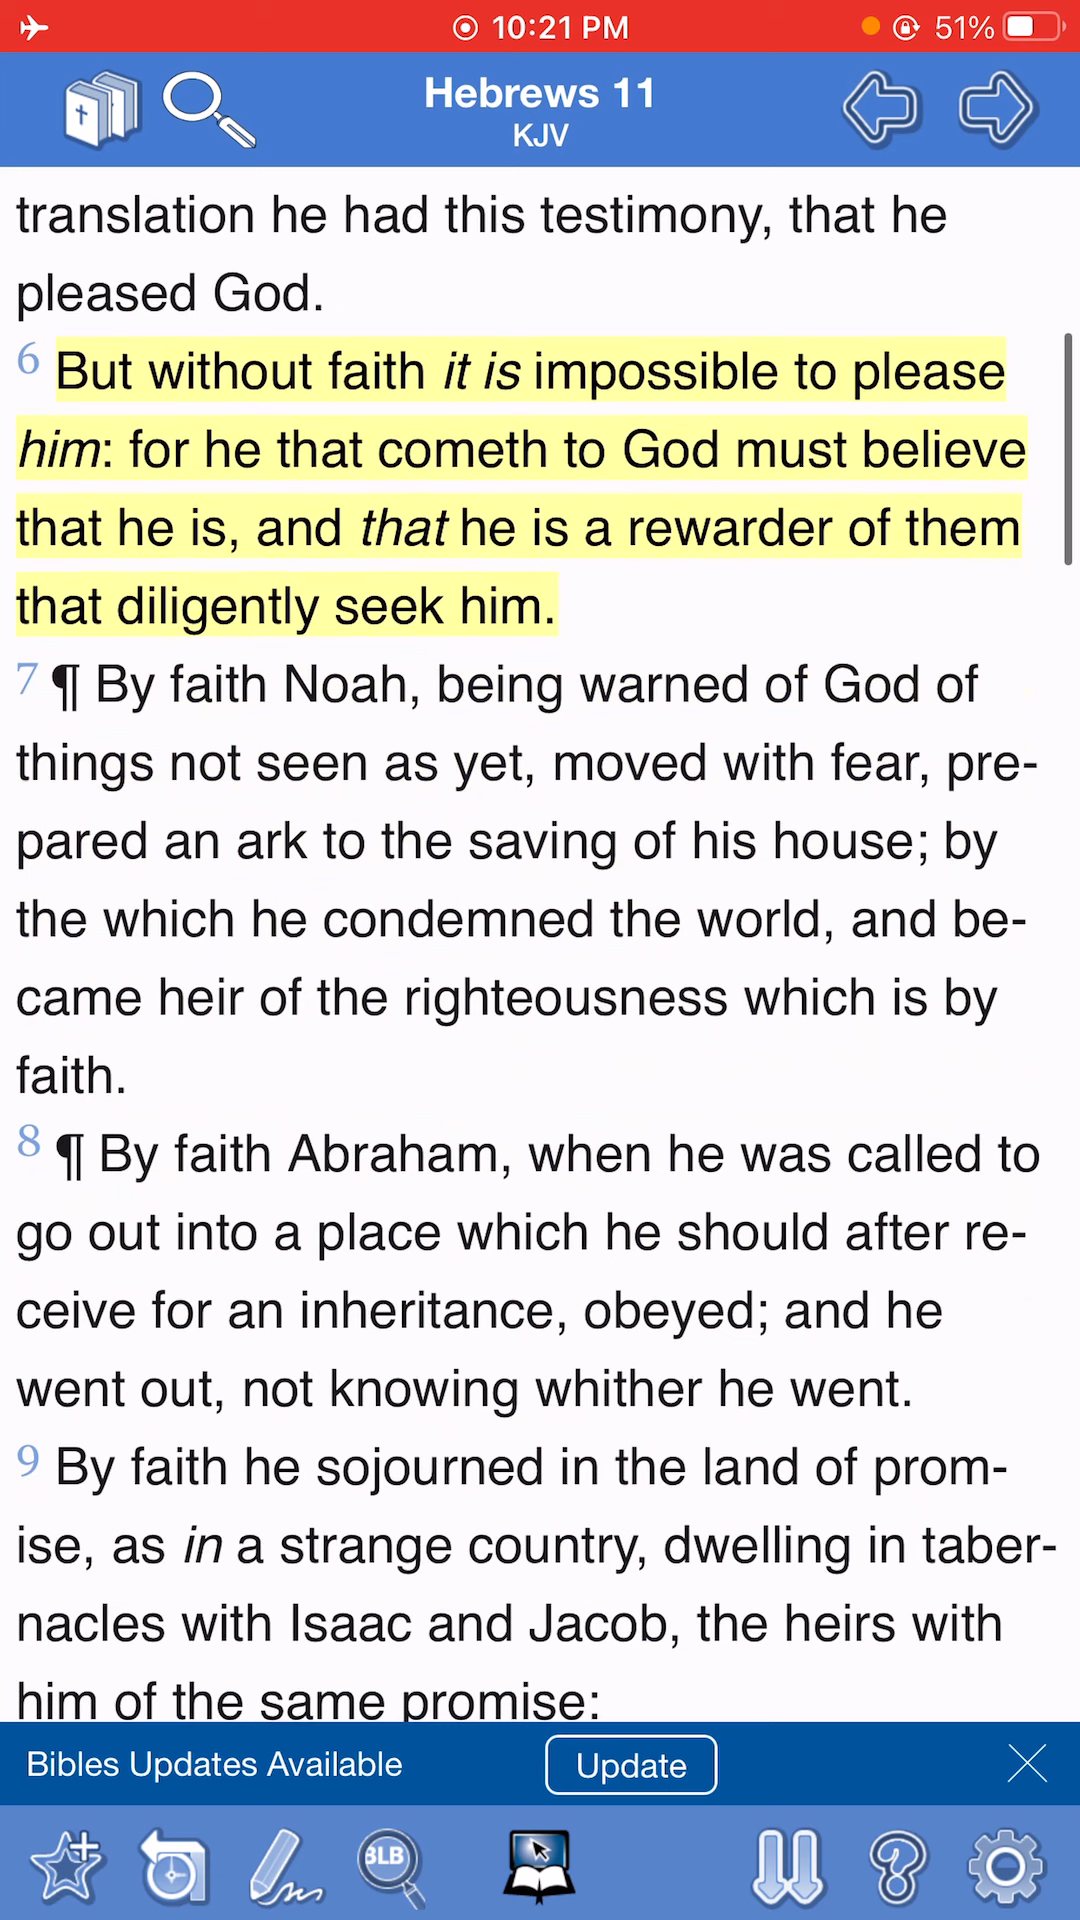 10:21 PM
51%
Hebrews 11
KJV
translation he had this testimony, that he
pleased God.
6 But without faith it is impossible to please
him: for he that cometh to God must believe
that he is, and that he is a rewarder of them
that diligently seek him.
7 ¶ By faith Noah, being warned of God of
things not seen as yet, moved with fear, pre-
pared an ark to the saving of his house; by
the which he condemned the world, and be-
came heir of the righteousness which is by
faith.
8 ¶ By faith Abraham, when he was called to
go out into a place which he should after re-
ceive for an inheritance, obeyed; and he
went out, not knowing whither he went.
9 By faith he sojourned in the land of prom-
ise, as in a strange country, dwelling in taber-
nacles with Isaac and Jacob, the heirs with
him of the same promise:
Bibles Updates Available
Update
BLB